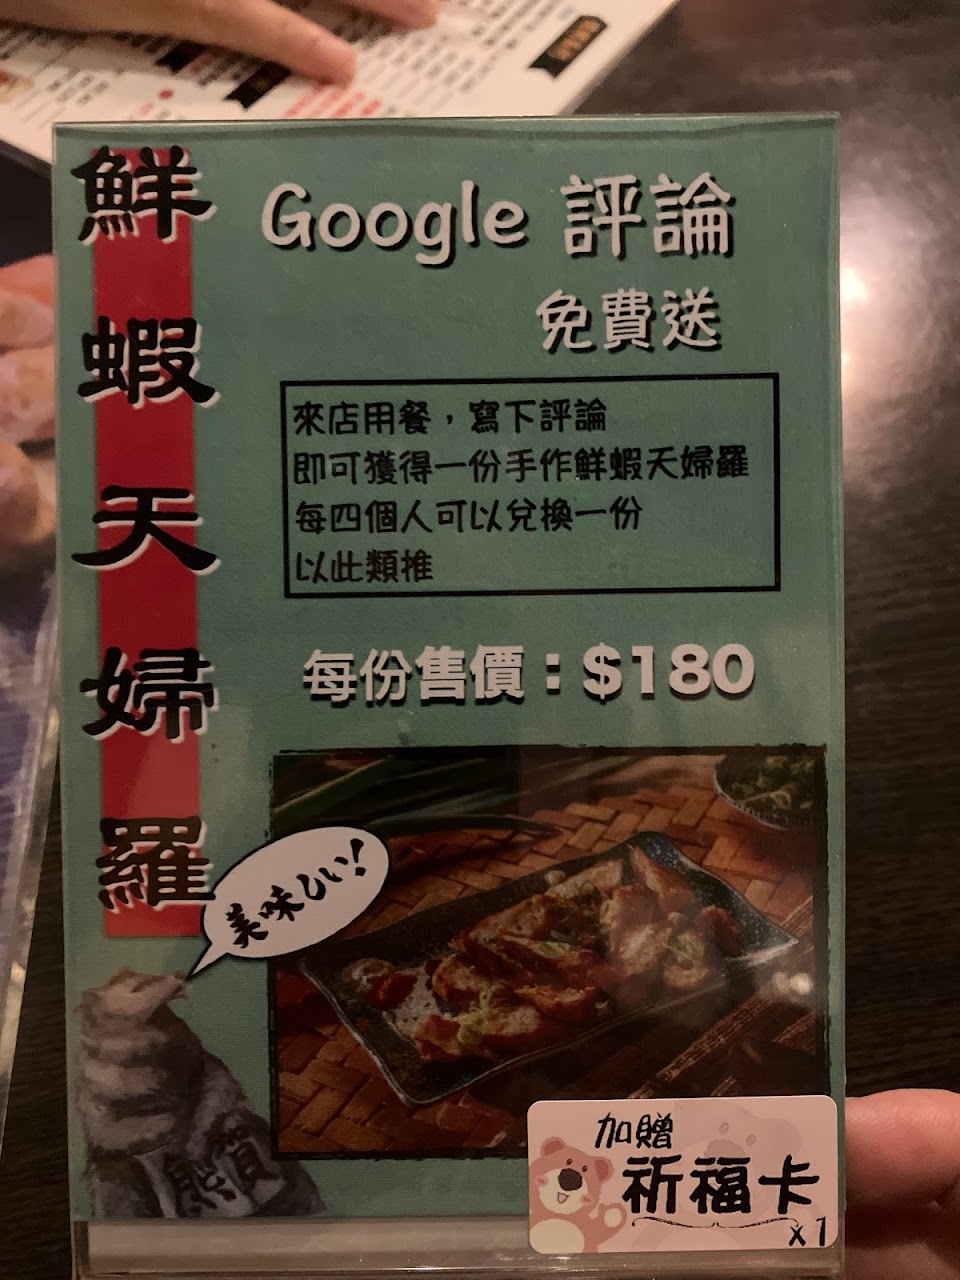 鮮蝦天婦羅
Google 評論
免費送
來店用餐，寫下評論
即可獲得一份手作鮮蝦天婦羅
每四個人可以兌換一份
以此類推
每份售價：$180
美味しい！
熊賀
加贈
祈福卡
x1